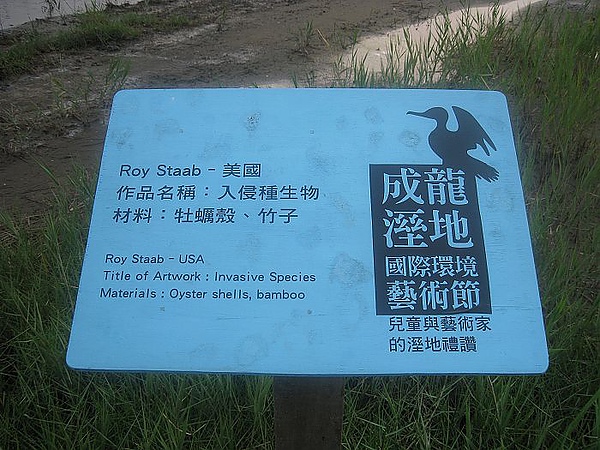 Roy Staab - 美國
作品名稱：入侵種生物
材料：牡蠣殼、竹子
Roy Staab - USA
Title of Artwork : Invasive Species
Materials : Oyster shells, bamboo
成龍
溼地
國際環境
藝術節
兒童與藝術家
的溼地禮讚